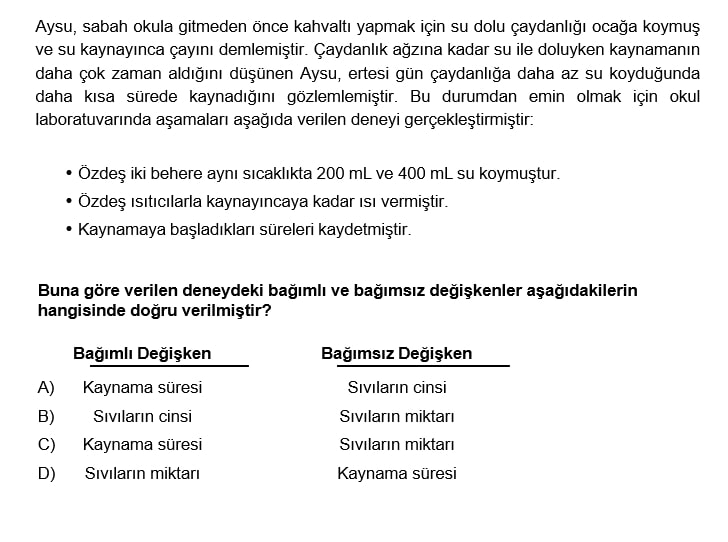 Aysu, sabah okula gitmeden önce kahvaltı yapmak için su dolu çaydanlığı ocağa koymuş
ve su kaynayınca çayını demlemiştir. Çaydanlık ağzına kadar su ile doluyken kaynamanın
daha çok zaman aldığını düşünen Aysu, ertesi gün çaydanlığa daha az su koyduğunda
daha kısa sürede kaynadığını gözlemlemiştir. Bu durumdan emin olmak için okul
laboratuvarında aşamaları aşağıda verilen deneyi gerçekleştirmiştir:
• Özdeş iki behere aynı sıcaklıkta 200 mL ve 400 mL su koymuştur.
• Özdeş ısıtıcılarla kaynayıncaya kadar ısı vermiştir.
• Kaynamaya başladıkları süreleri kaydetmiştir.
Buna göre verilen deneydeki bağımlı ve bağımsız değişkenler aşağıdakilerin
hangisinde doğru verilmiştir?
Bağımlı Değişken Bağımsız Değişken
A) Kaynama süresi Sıvıların cinsi
B) Sıvıların cinsi Sıvıların miktarı
C) Kaynama süresi Sıvıların miktarı
D) Sıvıların miktarı Kaynama süresi